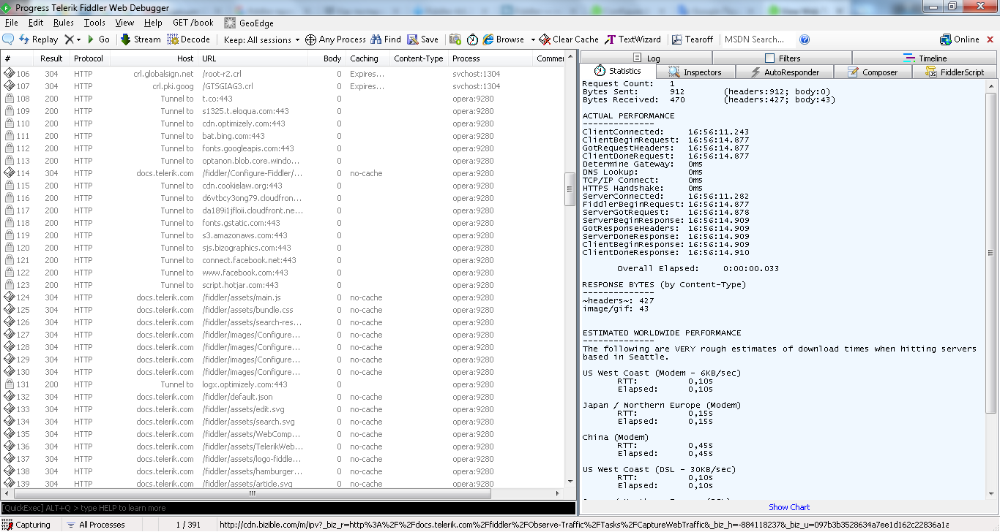 Progress Telerik Fiddler Web Debugger
File Edit Rules Tools View Help GET /book GeoEdge
Replay Go Stream Decode Keep: All sessions Any Process Find Save Browse Clear Cache TextWizard Tearoff MSDN Search... Online
# Result Protocol Host URL Body Caching Content-Type Process Commen
106 304 HTTP crl.globalsign.net /root-r2.crl 0 Expires... svchost:1304
107 304 HTTP crl.pki.goog /GTSGIAG3.crl 0 Expires... svchost:1304
108 200 HTTP Tunnel to t.co:443 0 opera:9280
109 200 HTTP Tunnel to s1325.t.eloqua.com:443 0 opera:9280
110 200 HTTP Tunnel to cdn.optimizely.com:443 0 opera:9280
111 200 HTTP Tunnel to bat.bing.com:443 0 opera:9280
112 200 HTTP Tunnel to fonts.googleapis.com:443 0 opera:9280
113 200 HTTP Tunnel to optanon.blob.core.windo... 0 opera:9280
114 304 HTTP docs.telerik.com /fiddler/Configure-Fiddler/... 0 no-cache opera:9280
115 200 HTTP Tunnel to cdn.cookielaw.org:443 0 opera:9280
116 200 HTTP Tunnel to d6vtbcy3ong79.cloudfron... 0 opera:9280
117 200 HTTP Tunnel to da189i1jfloii.cloudfront.ne... 0 opera:9280
118 200 HTTP Tunnel to fonts.gstatic.com:443 0 opera:9280
119 200 HTTP Tunnel to s3.amazonaws.com:443 0 opera:9280
120 200 HTTP Tunnel to sjs.bizographics.com:443 0 opera:9280
121 200 HTTP Tunnel to connect.facebook.net:443 0 opera:9280
122 200 HTTP Tunnel to www.facebook.com:443 0 opera:9280
123 200 HTTP Tunnel to script.hotjar.com:443 0 opera:9280
124 304 HTTP docs.telerik.com /fiddler/assets/main.js 0 no-cache opera:9280
125 304 HTTP docs.telerik.com /fiddler/assets/bundle.css 0 no-cache opera:9280
126 304 HTTP docs.telerik.com /fiddler/assets/search-res... 0 no-cache opera:9280
127 304 HTTP docs.telerik.com /fiddler/images/Configure... 0 no-cache opera:9280
128 304 HTTP docs.telerik.com /fiddler/images/Configure... 0 no-cache opera:9280
129 304 HTTP docs.telerik.com /fiddler/images/Configure... 0 no-cache opera:9280
130 304 HTTP docs.telerik.com /fiddler/images/Configure... 0 no-cache opera:9280
131 200 HTTP Tunnel to logx.optimizely.com:443 0 opera:9280
132 304 HTTP docs.telerik.com /fiddler/default.json 0 no-cache opera:9280
133 304 HTTP docs.telerik.com /fiddler/assets/edit.svg 0 no-cache opera:9280
134 304 HTTP docs.telerik.com /fiddler/assets/search.svg 0 no-cache opera:9280
135 304 HTTP docs.telerik.com /fiddler/assets/WebComp... 0 no-cache opera:9280
136 304 HTTP docs.telerik.com /fiddler/assets/TelerikWeb... 0 no-cache opera:9280
137 304 HTTP docs.telerik.com /fiddler/assets/logo-fiddle... 0 no-cache opera:9280
138 304 HTTP docs.telerik.com /fiddler/assets/hamburger... 0 no-cache opera:9280
139 304 HTTP docs.telerik.com /fiddler/assets/article.svg 0 no-cache opera:9280
[QuickExec] ALT+Q > type HELP to learn more
Log Filters Timeline
Statistics Inspectors AutoResponder Composer FiddlerScript
Request Count: 1
Bytes Sent: 912 (headers:912; body:0)
Bytes Received: 470 (headers:427; body:43)
ACTUAL PERFORMANCE
--------------
ClientConnected: 16:56:11.243
ClientBeginRequest: 16:56:14.877
GotRequestHeaders: 16:56:14.877
ClientDoneRequest: 16:56:14.877
Determine Gateway: 0ms
DNS Lookup: 0ms
TCP/IP Connect: 0ms
HTTPS Handshake: 0ms
ServerConnected: 16:56:11.282
FiddlerBeginRequest: 16:56:14.877
ServerGotRequest: 16:56:14.878
ServerBeginResponse: 16:56:14.909
GotResponseHeaders: 16:56:14.909
ServerDoneResponse: 16:56:14.909
ClientBeginResponse: 16:56:14.909
ClientDoneResponse: 16:56:14.910
Overall Elapsed: 0:00:00.033
RESPONSE BYTES (by Content-Type)
--------------
~headers~: 427
image/gif: 43
ESTIMATED WORLDWIDE PERFORMANCE
--------------
The following are VERY rough estimates of download times when hitting servers
based in Seattle.
US West Coast (Modem - 6KB/sec)
RTT: 0,10s
Elapsed: 0,10s
Japan / Northern Europe (Modem)
RTT: 0,15s
Elapsed: 0,15s
China (Modem)
RTT: 0,45s
Elapsed: 0,45s
US West Coast (DSL - 30KB/sec)
RTT: 0,10s
Elapsed: 0,10s
Show Chart
Capturing All Processes 1 / 391 http://cdn.bizible.com/m/ipv?_biz_r=http%3A%2F%2Fdocs.telerik.com%2Ffiddler%2FObserve-Traffic%2FTasks%2FCaptureWebTraffic&_biz_h=-884118237&_biz_u=097b3b3528634a7ee1d162c22836a1a